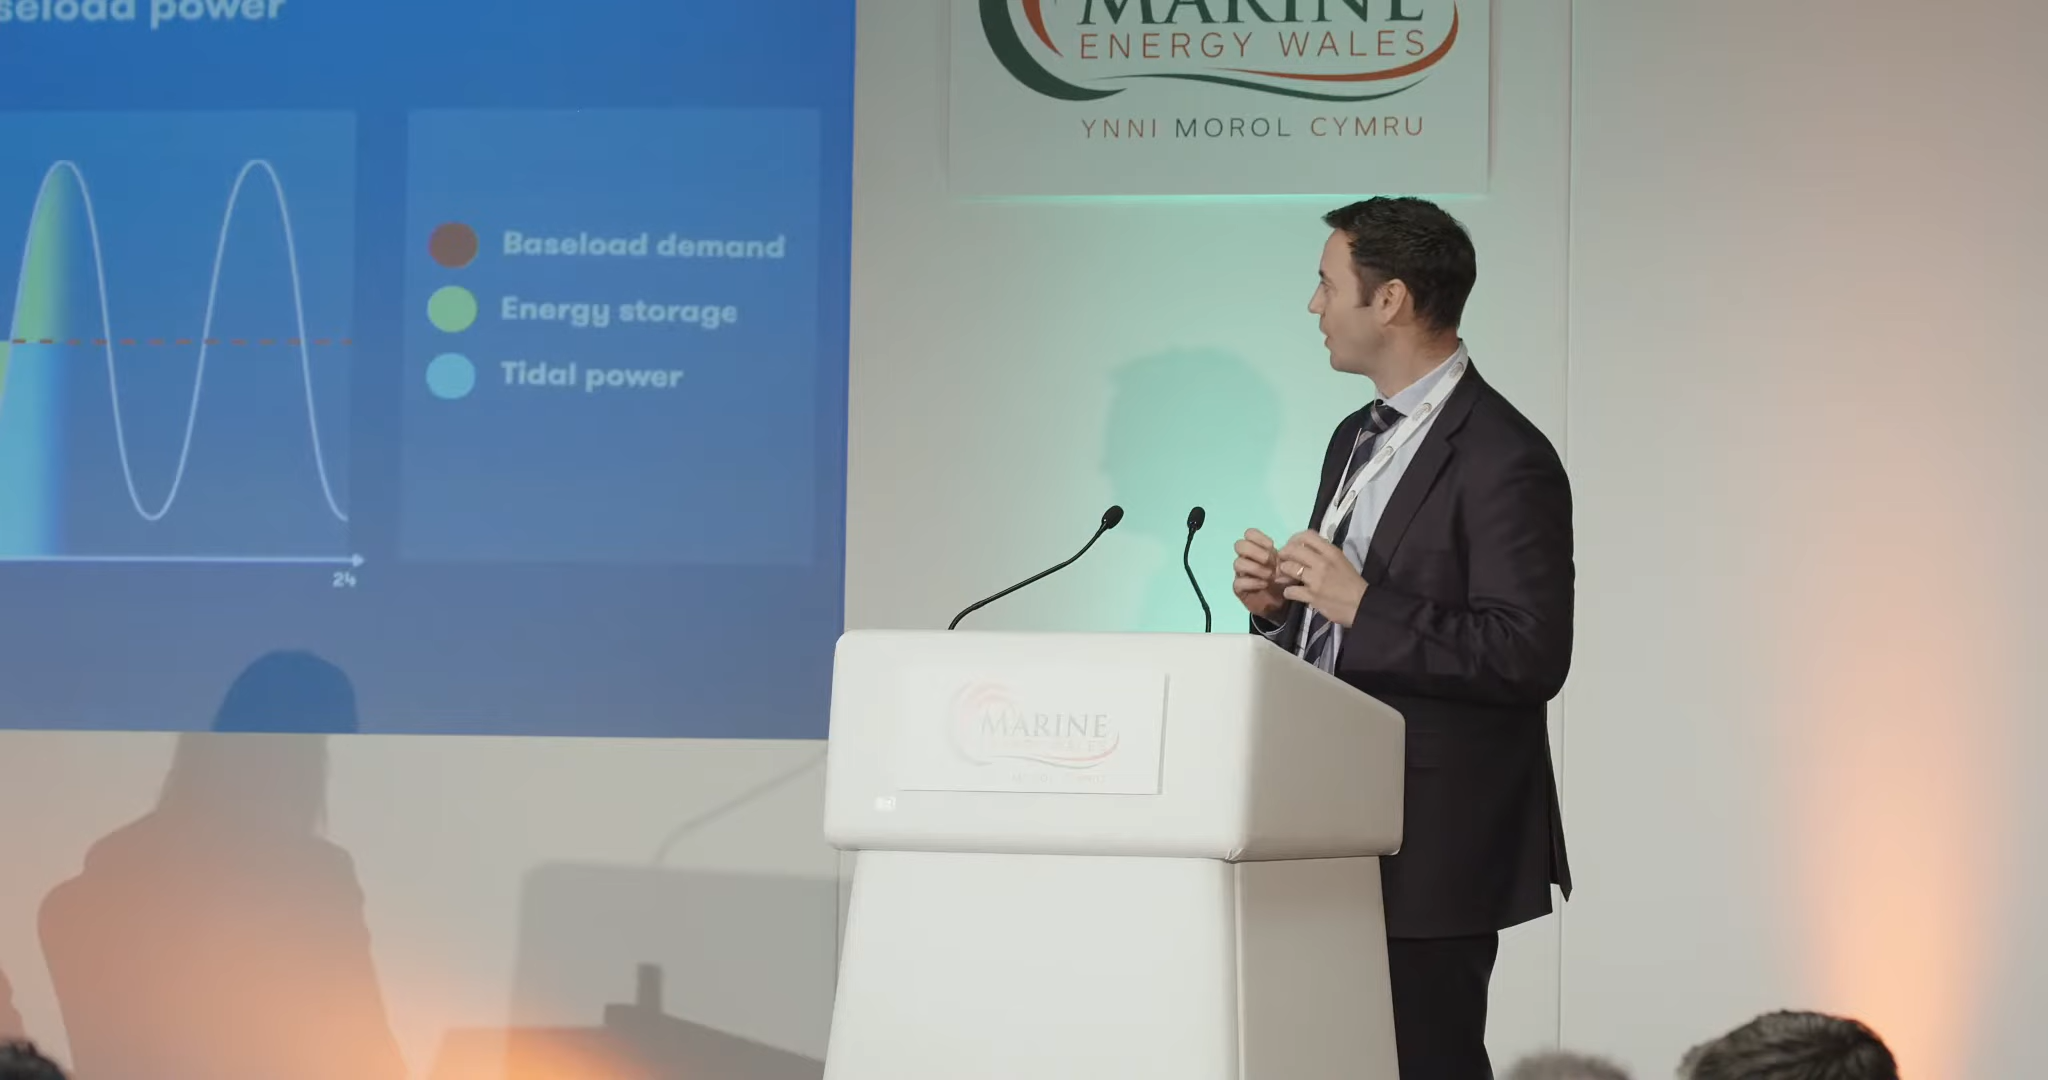 seload power
MARINE
ENERGY WALES
YNNI MOROL CYMRU
Baseload demand
Energy storage
Tidal power
24
MARINE